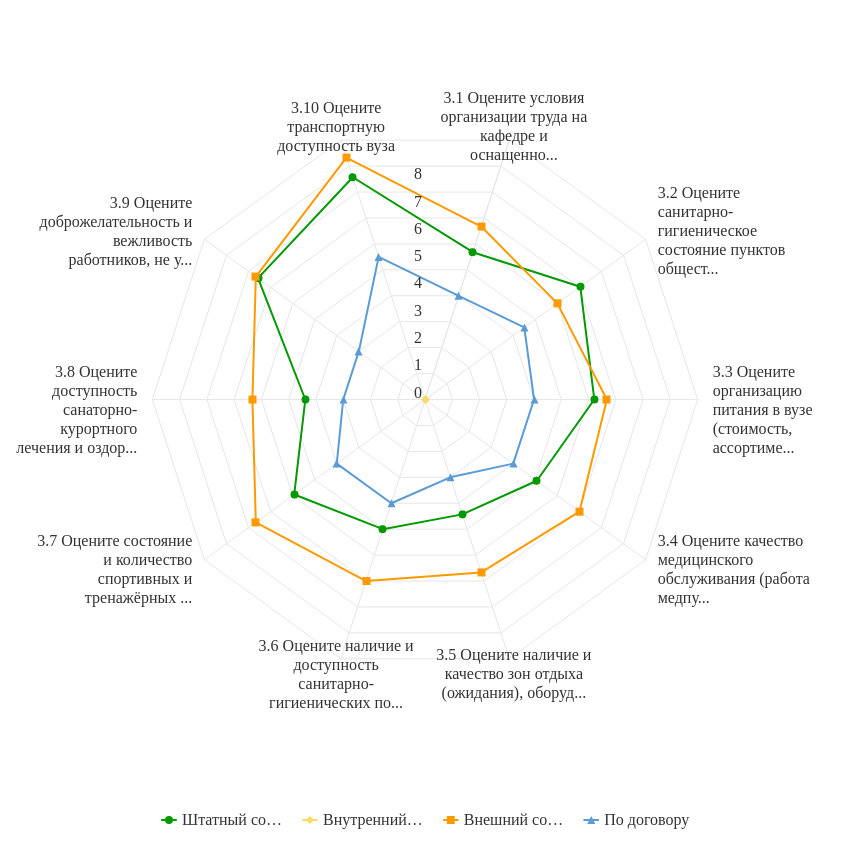 3.10 Оцените
транспортную
доступность вуза
3.1 Оцените условия
организации труда на
кафедре и
оснащенно...
3.2 Оцените
санитарно-
гигиеническое
состояние пунктов
общест...
3.3 Оцените
организацию
питания в вузе
(стоимость,
ассортиме...
3.4 Оцените качество
медицинского
обслуживания (работа
медпу...
3.5 Оцените наличие и
качество зон отдыха
(ожидания), оборуд...
3.6 Оцените наличие и
доступность
санитарно-
гигиенических по...
3.7 Оцените состояние
и количество
спортивных и
тренажёрных ...
3.8 Оцените
доступность
санаторно-
курортного
лечения и оздор...
3.9 Оцените
доброжелательность и
вежливость
работников, не у...
8
7
6
5
4
3
2
1
0
Штатный со… Внутренний… Внешний со… По договору